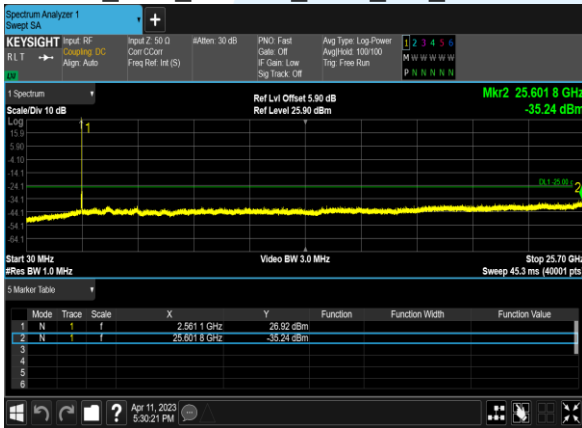 Spectrum Analyzer 1
Swept SA
KEYSIGHT
RLT
Input: RF
Coupling: DC
Align: Auto
Input Z: 50 Ω
Corr CCorr
Freq Ref: Int (S)
#Atten: 30 dB
PNO: Fast
Gate: Off
IF Gain: Low
Sig Track: Off
Avg Type: Log-Power
Avg|Hold: 100/100
Trig: Free Run
1 2 3 4 5 6
M W W W W W
P N N N N N
LXI
1 Spectrum
Scale/Div 10 dB
Ref Lvl Offset 5.90 dB
Ref Level 25.90 dBm
Mkr2 25.601 8 GHz
-35.24 dBm
Log
15.9
5.90
-4.10
-14.1
-24.1
-34.1
-44.1
-54.1
-64.1
1
2
Start 30 MHz
#Res BW 1.0 MHz
Video BW 3.0 MHz
Stop 25.70 GHz
Sweep 45.3 ms (40001 pts)
5 Marker Table
Mode Trace Scale X Y Function Function Width Function Value
1 N 1 f 2.561 1 GHz 26.92 dBm
2 N 1 f 25.601 8 GHz -35.24 dBm
3
4
5
6
?
Apr 11, 2023
5:30:21 PM